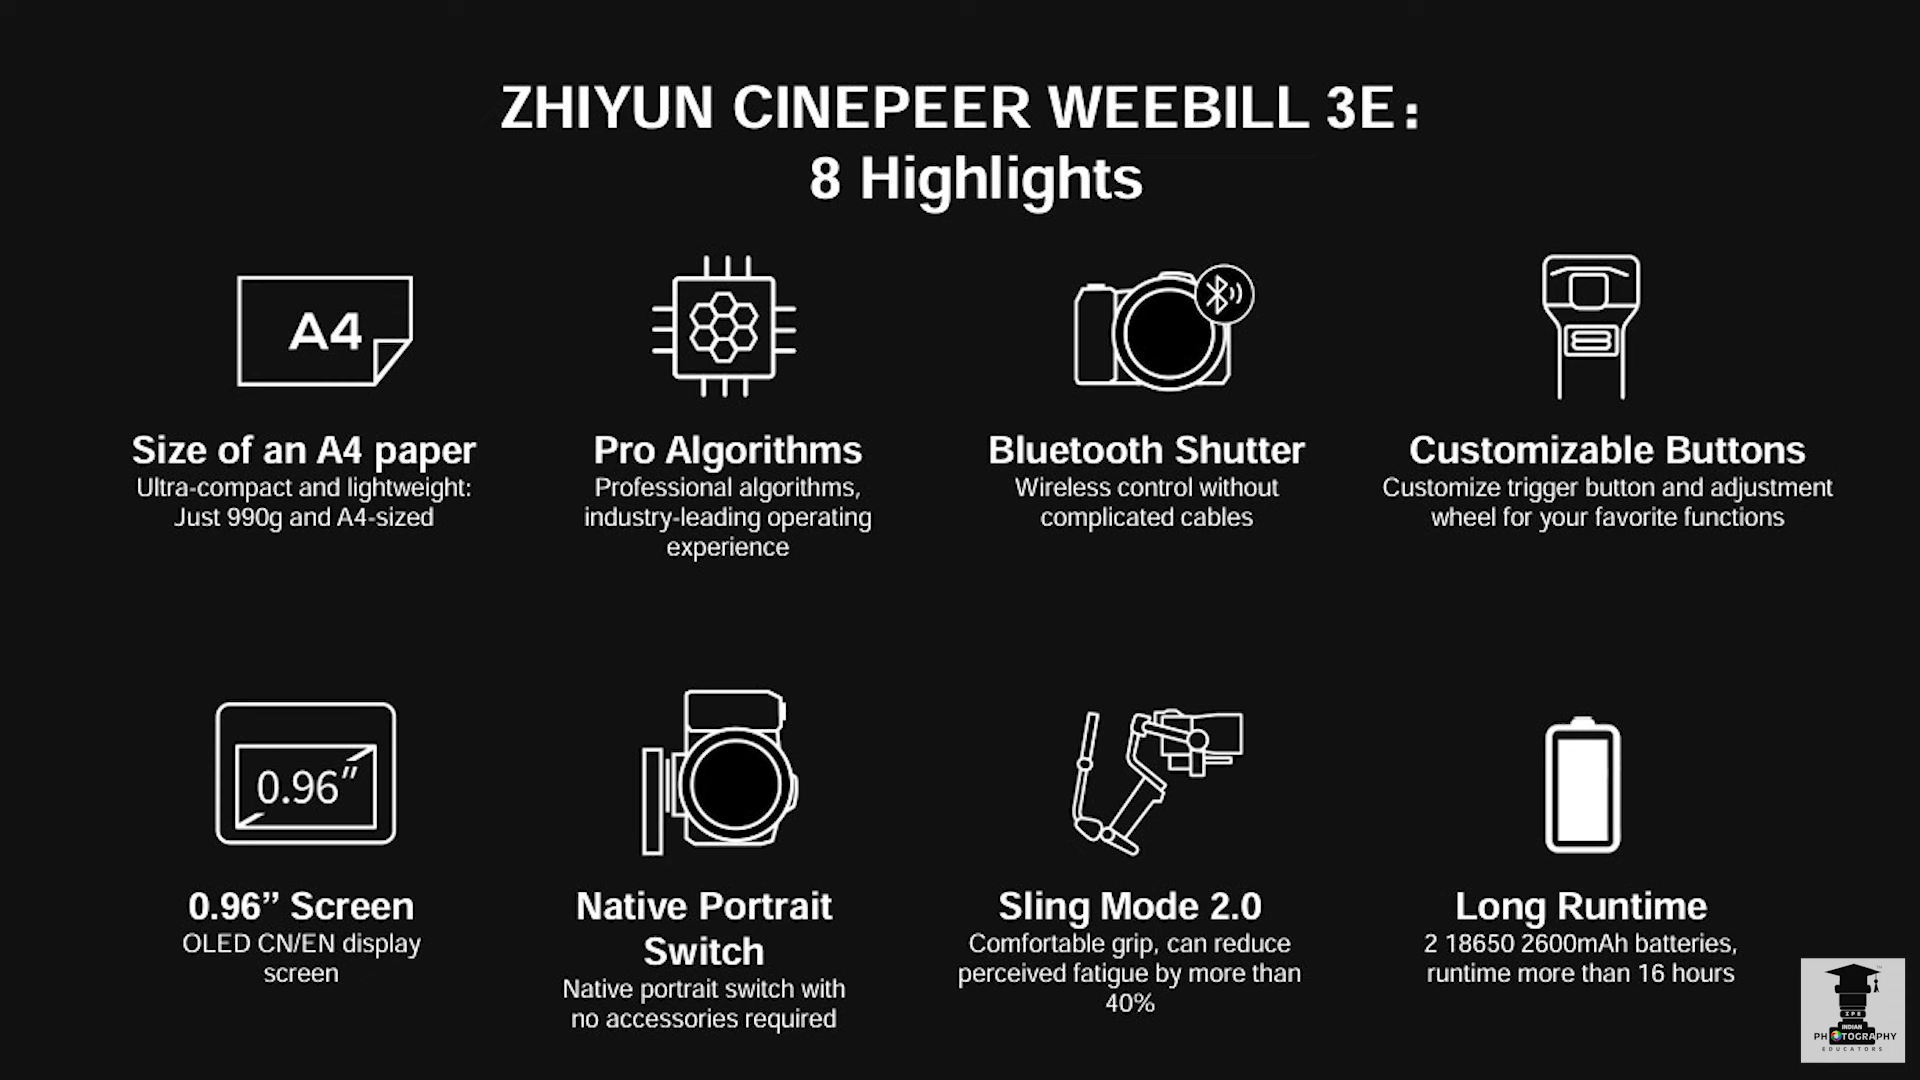 ZHIYUN CINEPEER WEEBILL 3E：
8 Highlights
A4
Size of an A4 paper
Ultra-compact and lightweight:
Just 990g and A4-sized
Pro Algorithms
Professional algorithms,
industry-leading operating
experience
Bluetooth Shutter
Wireless control without
complicated cables
Customizable Buttons
Customize trigger button and adjustment
wheel for your favorite functions
0.96”
0.96” Screen
OLED CN/EN display
screen
Native Portrait
Switch
Native portrait switch with
no accessories required
Sling Mode 2.0
Comfortable grip, can reduce
perceived fatigue by more than
40%
Long Runtime
2 18650 2600mAh batteries,
runtime more than 16 hours
IPE
INDIAN
PHOTOGRAPHY
EDUCATORS